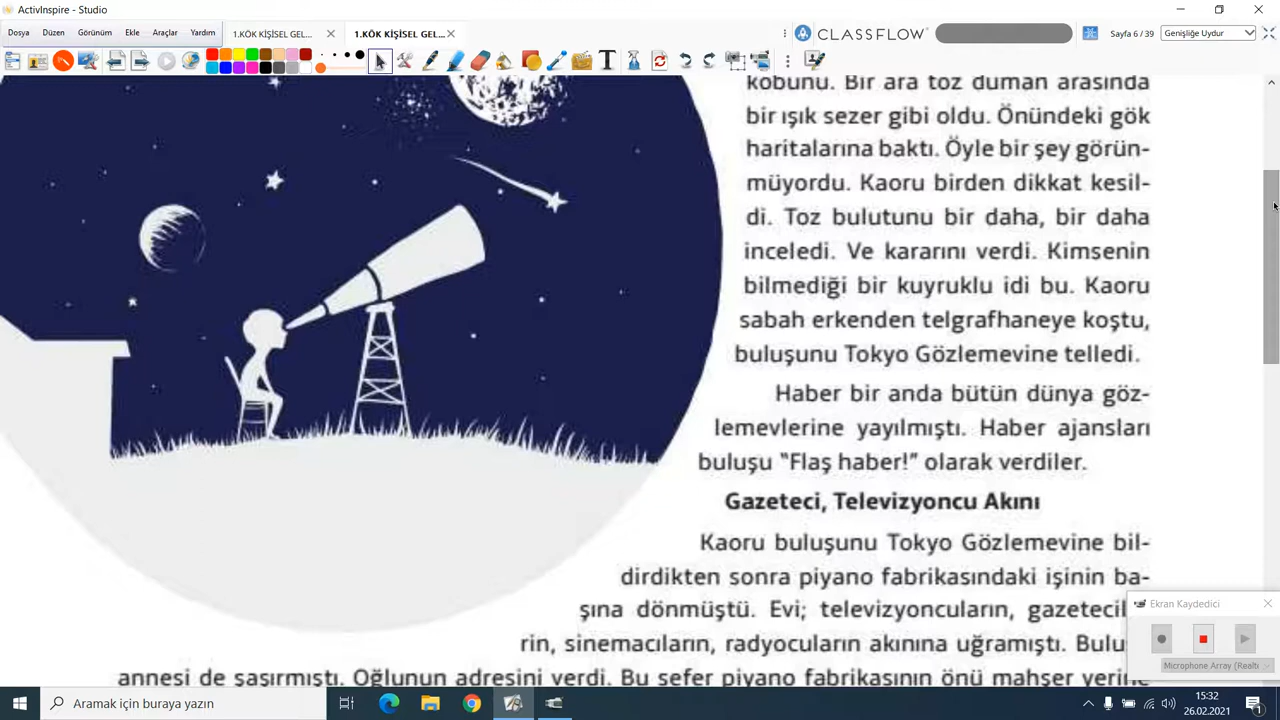 ActivInspire - Studio
Dosya Düzen Görünüm Ekle Araçlar Yardım
1.KÖK KİŞİSEL GEL...
1.KÖK KİŞİSEL GEL...
CLASSFLOW
Sayfa 6 / 39
Genişliğe Uydur
kobunu. Bir ara toz duman arasında
bir ışık sezer gibi oldu. Önündeki gök
haritalarına baktı. Öyle bir şey görün-
müyordu. Kaoru birden dikkat kesil-
di. Toz bulutunu bir daha, bir daha
inceledi. Ve kararını verdi. Kimsenin
bilmediği bir kuyruklu idi bu. Kaoru
sabah erkenden telgrafhaneye koştu,
buluşunu Tokyo Gözlemevine telledi.
Haber bir anda bütün dünya göz-
lemevlerine yayılmıştı. Haber ajansları
buluşu “Flaş haber!” olarak verdiler.
Gazeteci, Televizyoncu Akını
Kaoru buluşunu Tokyo Gözlemevine bil-
dirdikten sonra piyano fabrikasındaki işinin ba-
şına dönmüştü. Evi; televizyoncuların,
rin, sinemacıların, radyocuların akınına uğramıştı.
annesi de şaşırmıştı. Oğlunun adresini verdi. Bu sefer piyano fabrikasının önü mahşer yerine
Ekran Kaydedici
Microphone Array (Realt
Aramak için buraya yazın
15:32
26.02.2021
1